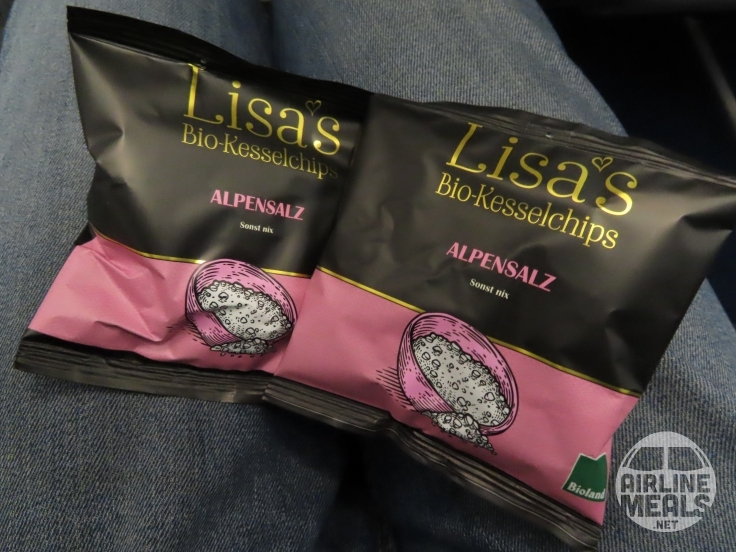 Lisa's
Bio-Kesselchips
ALPENSALZ
Sonst nix
Lisa's
Bio-Kesselchips
ALPENSALZ
Sonst nix
Bioland
AIRLINE
MEALS
.NET